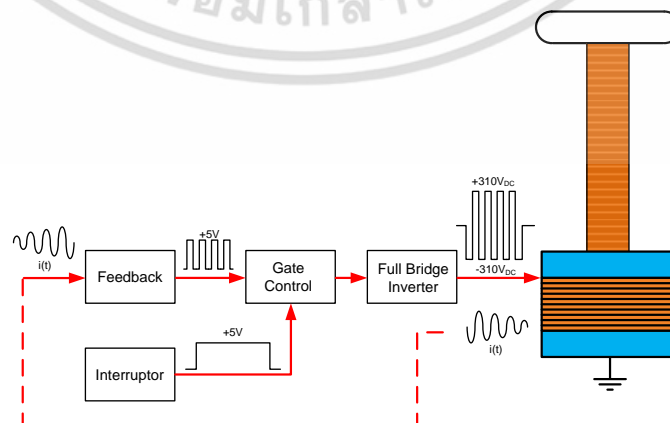 +310V_DC
+5V
i(t)
Feedback
Gate
Control
Full Bridge
Inverter
-310V_DC
+5V
i(t)
Interruptor